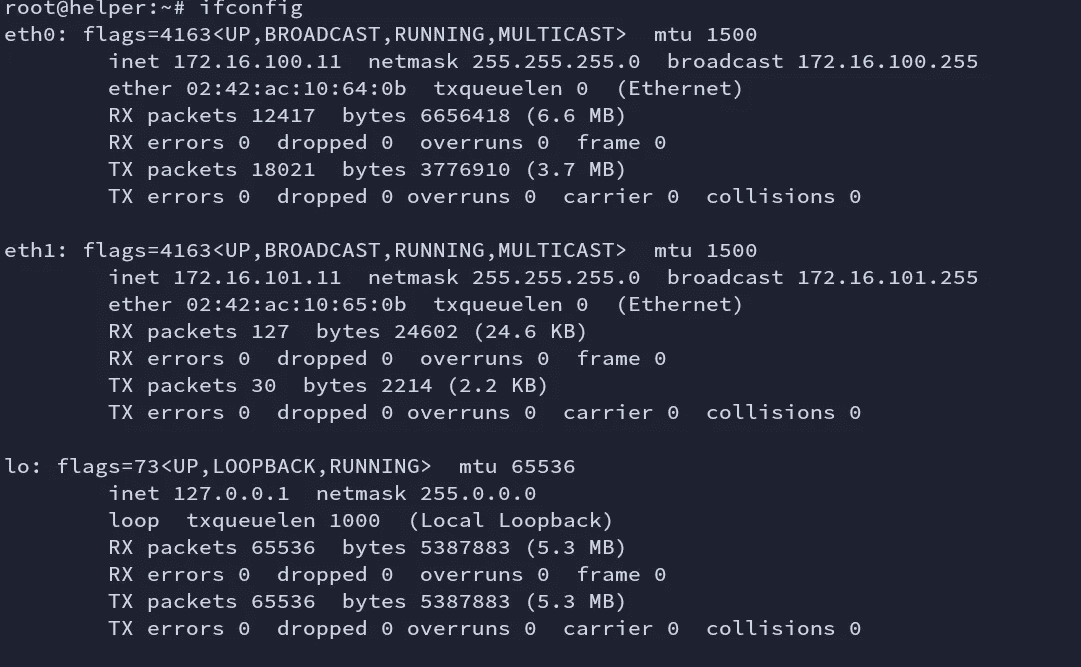 root@helper:~# ifconfig
eth0: flags=4163<UP,BROADCAST,RUNNING,MULTICAST>  mtu 1500
        inet 172.16.100.11  netmask 255.255.255.0  broadcast 172.16.100.255
        ether 02:42:ac:10:64:0b  txqueuelen 0  (Ethernet)
        RX packets 12417  bytes 6656418 (6.6 MB)
        RX errors 0  dropped 0  overruns 0  frame 0
        TX packets 18021  bytes 3776910 (3.7 MB)
        TX errors 0  dropped 0 overruns 0  carrier 0  collisions 0

eth1: flags=4163<UP,BROADCAST,RUNNING,MULTICAST>  mtu 1500
        inet 172.16.101.11  netmask 255.255.255.0  broadcast 172.16.101.255
        ether 02:42:ac:10:65:0b  txqueuelen 0  (Ethernet)
        RX packets 127  bytes 24602 (24.6 KB)
        RX errors 0  dropped 0  overruns 0  frame 0
        TX packets 30  bytes 2214 (2.2 KB)
        TX errors 0  dropped 0 overruns 0  carrier 0  collisions 0

lo: flags=73<UP,LOOPBACK,RUNNING>  mtu 65536
        inet 127.0.0.1  netmask 255.0.0.0
        loop  txqueuelen 1000  (Local Loopback)
        RX packets 65536  bytes 5387883 (5.3 MB)
        RX errors 0  dropped 0  overruns 0  frame 0
        TX packets 65536  bytes 5387883 (5.3 MB)
        TX errors 0  dropped 0 overruns 0  carrier 0  collisions 0